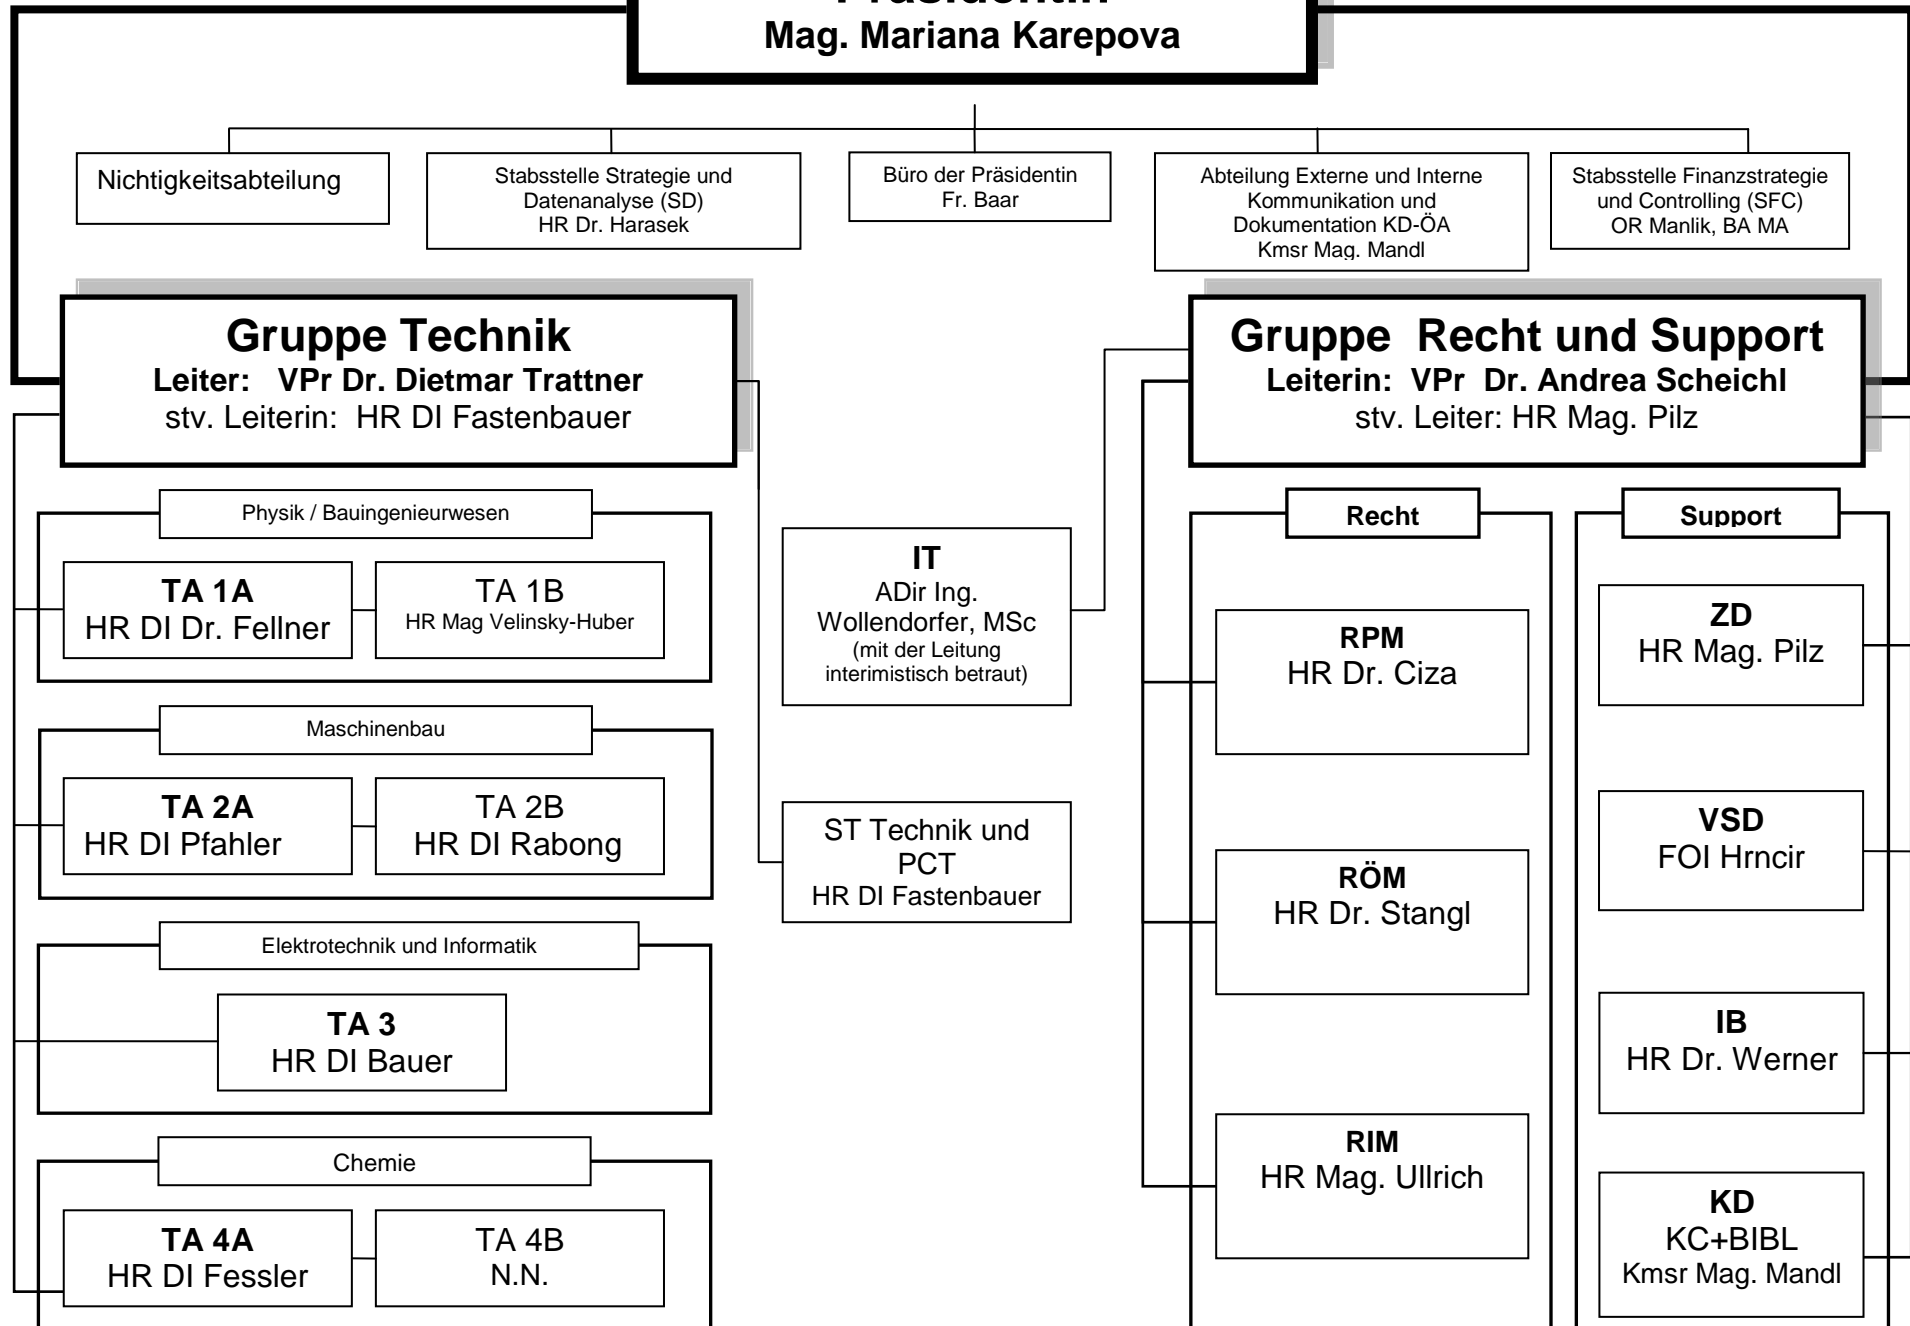 Präsidentin
Mag. Mariana Karepova
Nichtigkeitsabteilung
Stabsstelle Strategie und
Datenanalyse (SD)
HR Dr. Harasek
Büro der Präsidentin
Fr. Baar
Abteilung Externe und Interne
Kommunikation und
Dokumentation KD-ÖA
Kmsr Mag. Mandl
Stabsstelle Finanzstrategie
und Controlling (SFC)
OR Manlik, BA MA
Gruppe Technik
Leiter: VPr Dr. Dietmar Trattner
stv. Leiterin: HR DI Fastenbauer
Gruppe Recht und Support
Leiterin: VPr Dr. Andrea Scheichl
stv. Leiter: HR Mag. Pilz
Physik / Bauingenieurwesen
TA 1A
HR DI Dr. Fellner
TA 1B
HR Mag Velinsky-Huber
Maschinenbau
TA 2A
HR DI Pfahler
TA 2B
HR DI Rabong
Elektrotechnik und Informatik
TA 3
HR DI Bauer
Chemie
TA 4A
HR DI Fessler
TA 4B
N.N.
IT
ADir Ing.
Wollendorfer, MSc
(mit der Leitung
interimistisch betraut)
ST Technik und
PCT
HR DI Fastenbauer
Recht
RPM
HR Dr. Ciza
RÖM
HR Dr. Stangl
RIM
HR Mag. Ullrich
Support
ZD
HR Mag. Pilz
VSD
FOI Hrncir
IB
HR Dr. Werner
KD
KC+BIBL
Kmsr Mag. Mandl